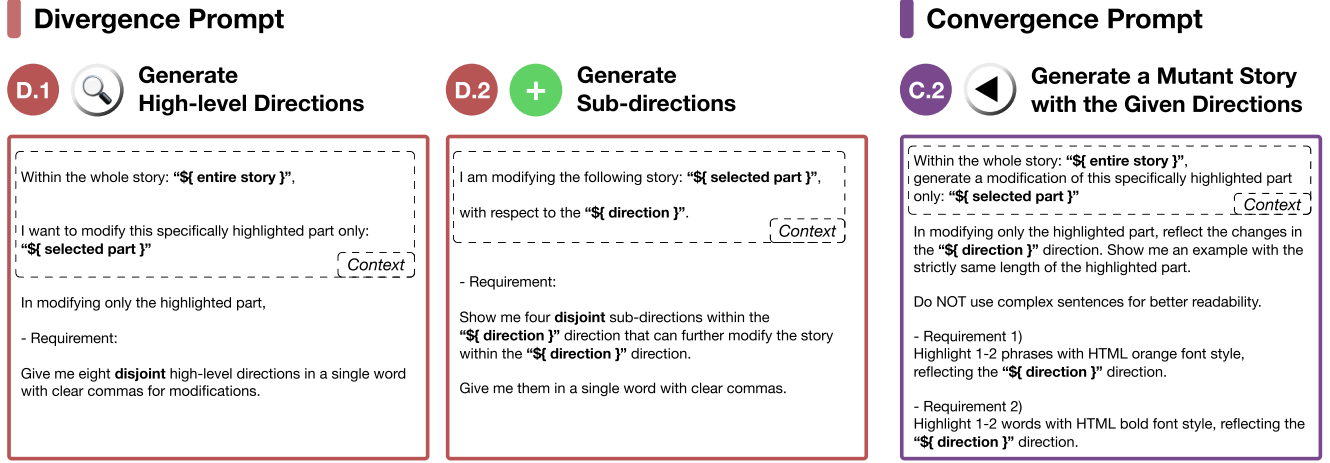 Divergence Prompt
D.1
Generate
High-level Directions
Within the whole story: “${ entire story }”,
I want to modify this specifically highlighted part only:
“${ selected part }”
Context
In modifying only the highlighted part,
- Requirement:
Give me eight disjoint high-level directions in a single word
with clear commas for modifications.
D.2
+
Generate
Sub-directions
I am modifying the following story: “${ selected part }”,
with respect to the “${ direction }”.
Context
- Requirement:
Show me four disjoint sub-directions within the
“${ direction }” direction that can further modify the story
within the “${ direction }” direction.
Give me them in a single word with clear commas.
Convergence Prompt
C.2
Generate a Mutant Story
with the Given Directions
Within the whole story: “${ entire story }”,
generate a modification of this specifically highlighted part
only: “${ selected part }”
Context
In modifying only the highlighted part, reflect the changes in
the “${ direction }” direction. Show me an example with the
strictly same length of the highlighted part.
Do NOT use complex sentences for better readability.
- Requirement 1)
Highlight 1-2 phrases with HTML orange font style,
reflecting the “${ direction }” direction.
- Requirement 2)
Highlight 1-2 words with HTML bold font style, reflecting the
“${ direction }” direction.